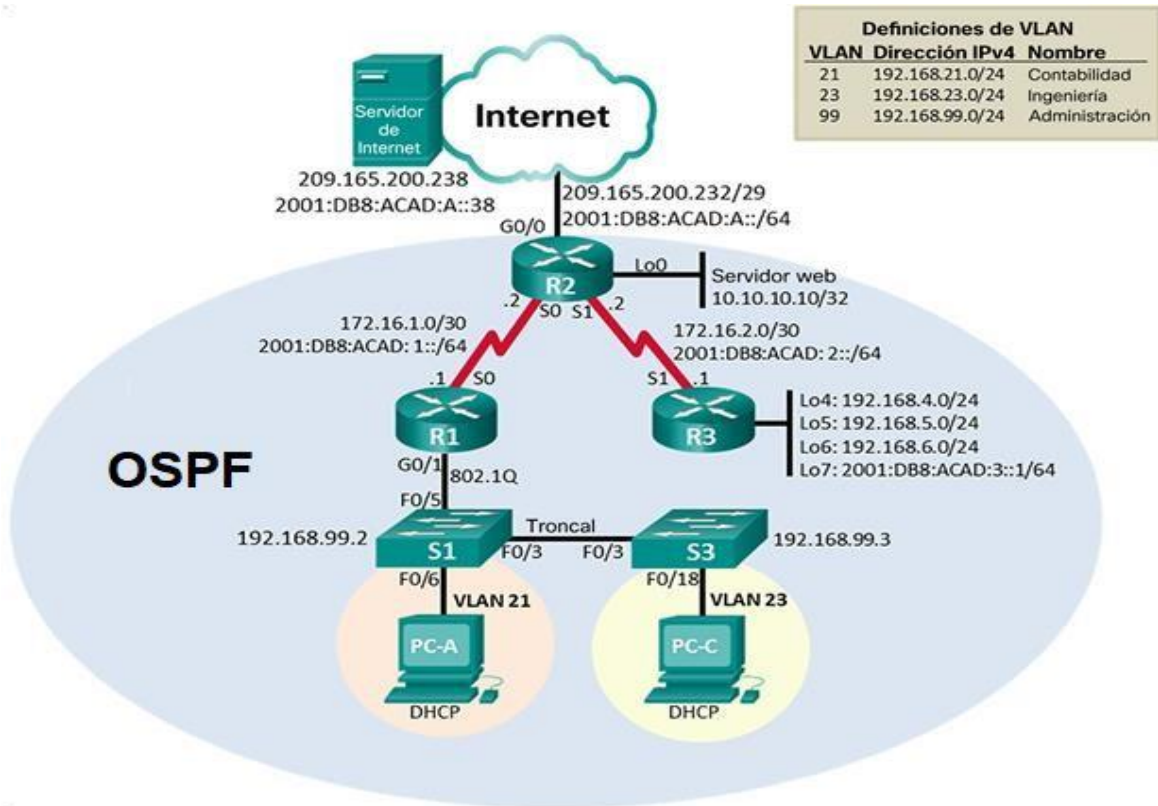 Definiciones de VLAN
VLAN Dirección IPv4 Nombre
21 192.168.21.0/24 Contabilidad
23 192.168.23.0/24 Ingeniería
99 192.168.99.0/24 Administración
Servidor
de
Internet
Internet
209.165.200.238
2001:DB8:ACAD:A::38
209.165.200.232/29
2001:DB8:ACAD:A::/64
G0/0
R2
Lo0
Servidor web
10.10.10.10/32
.2
S0
S1
.2
172.16.1.0/30
2001:DB8:ACAD: 1::/64
172.16.2.0/30
2001:DB8:ACAD: 2::/64
.1
S0
S1
.1
R1
R3
Lo4: 192.168.4.0/24
Lo5: 192.168.5.0/24
Lo6: 192.168.6.0/24
Lo7: 2001:DB8:ACAD:3::1/64
OSPF
G0/1
802.1Q
F0/5
192.168.99.2
S1
F0/3
Troncal
F0/3
S3
192.168.99.3
F0/6
VLAN 21
F0/18
VLAN 23
PC-A
DHCP
PC-C
DHCP